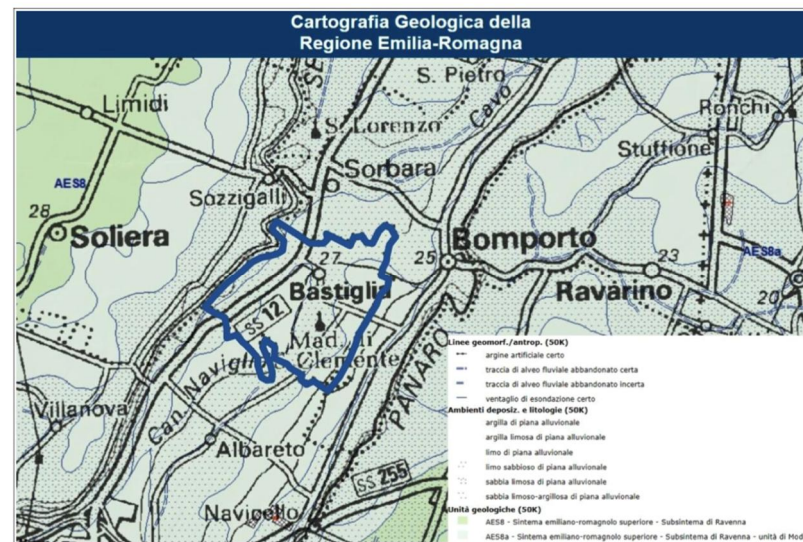 Cartografia Geologica della
Regione Emilia-Romagna
S. Pietro
Limidi
Cavo
Ronchi
S. Lorenzo
Stuffione
AES8
Sorbara
Sozzigalli
28
Soliera
Bomporto
AES8a
27
25
23
Bastiglia
Ravarino
20
SS 12
Mad. di
Clemente
Can. Naviglio
PANARO
Villanova
Albareto
SS 255
Navicello
Linee geomorf./antrop. (50K)
argine artificiale certo
traccia di alveo fluviale abbandonato certa
traccia di alveo fluviale abbandonato incerta
ventaglio di esondazione certo
Ambienti deposiz. e litologie (50K)
argilla di piana alluvionale
argilla limosa di piana alluvionale
limo di piana alluvionale
limo sabbioso di piana alluvionale
sabbia limosa di piana alluvionale
sabbia limoso-argillosa di piana alluvionale
Unità geologiche (50K)
AES8 - Sintema emiliano-romagnolo superiore - Subsintema di Ravenna
AES8a - Sintema emiliano-romagnolo superiore - Subsintema di Ravenna - unità di Mod